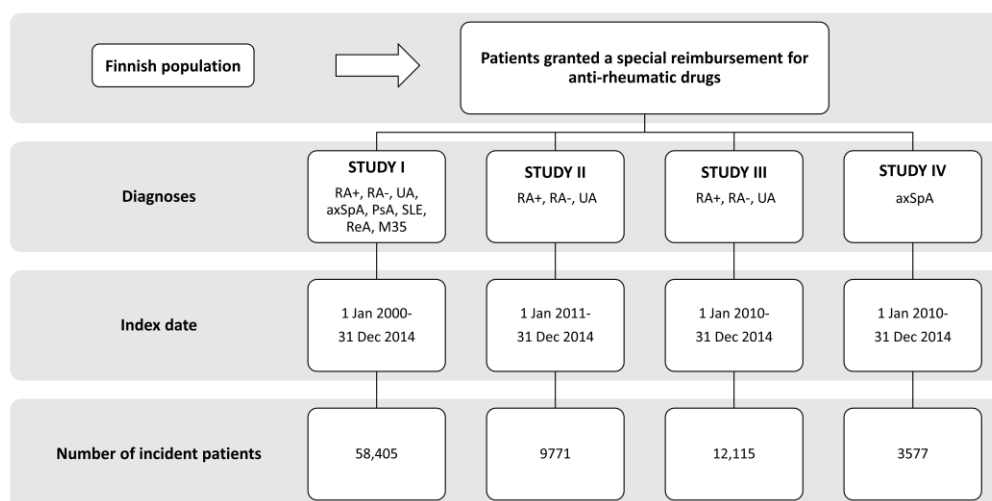 Finnish population
Patients granted a special reimbursement for
anti-rheumatic drugs
Diagnoses
STUDY I
RA+, RA-, UA,
axSpA, PsA, SLE,
ReA, M35
STUDY II
RA+, RA-, UA
STUDY III
RA+, RA-, UA
STUDY IV
axSpA
Index date
1 Jan 2000-
31 Dec 2014
1 Jan 2011-
31 Dec 2014
1 Jan 2010-
31 Dec 2014
1 Jan 2010-
31 Dec 2014
Number of incident patients
58,405
9771
12,115
3577